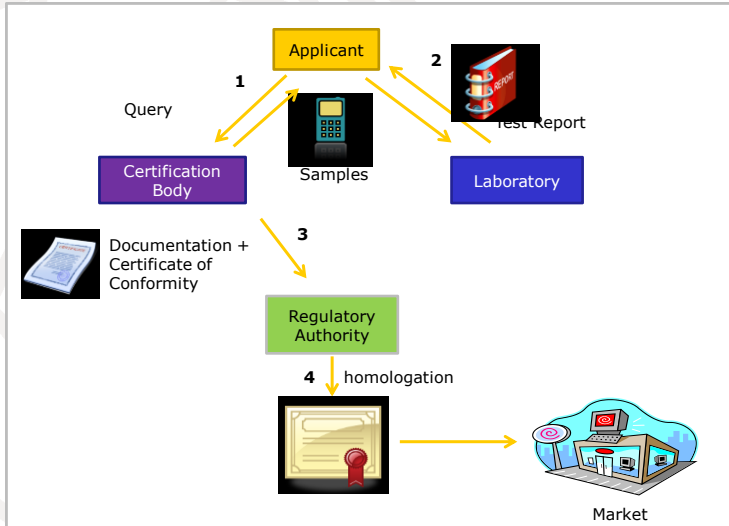 Applicant
1
2
REPORT
Query
Test Report
Certification
Body
Samples
Laboratory
3
Documentation +
Certificate of
Conformity
Regulatory
Authority
4 homologation
Market